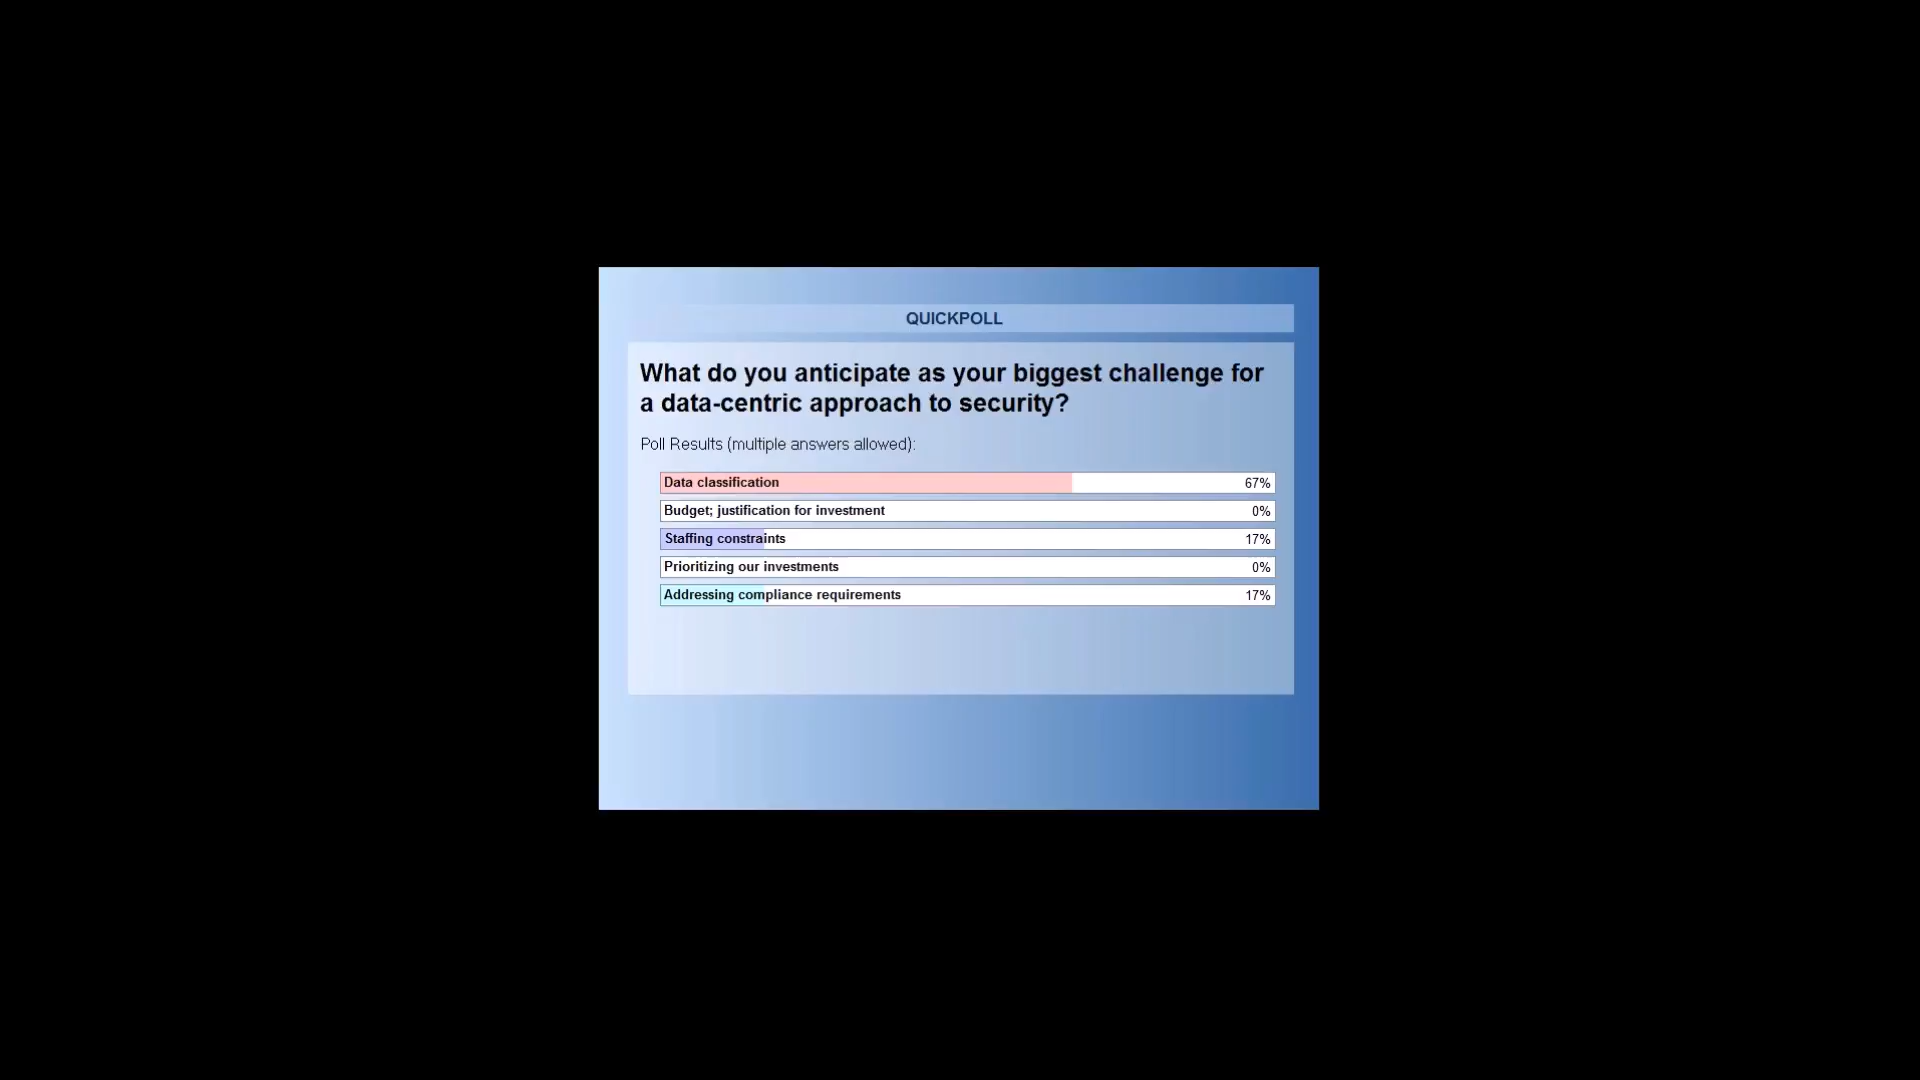 QUICKPOLL
What do you anticipate as your biggest challenge for
a data-centric approach to security?
Poll Results (multiple answers allowed):
Data classification 67%
Budget; justification for investment 0%
Staffing constraints 17%
Prioritizing our investments 0%
Addressing compliance requirements 17%